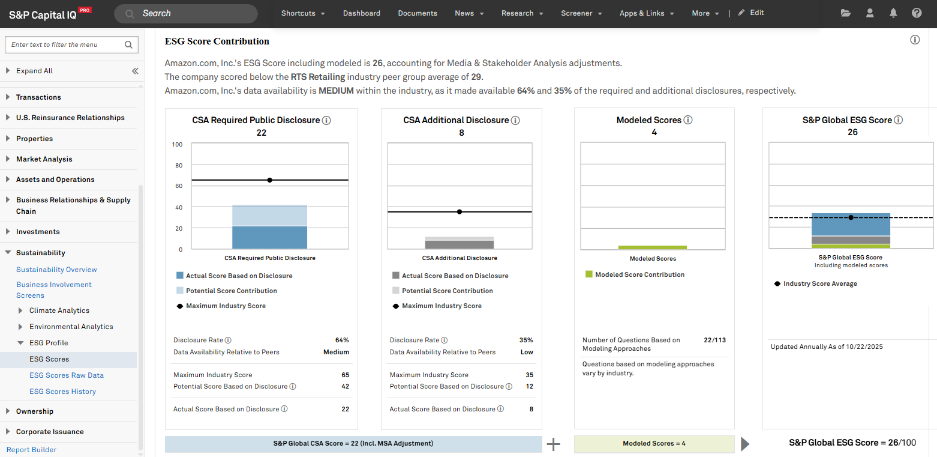 S&P Capital IQ PRO
Search
Shortcuts
Dashboard
Documents
News
Research
Screener
Apps & Links
More
Edit
Enter text to filter the menu
Expand All
Transactions
U.S. Reinsurance Relationships
Properties
Market Analysis
Assets and Operations
Business Relationships & Supply
Chain
Investments
Sustainability
Sustainability Overview
Business Involvement
Screens
Climate Analytics
Environmental Analytics
ESG Profile
ESG Scores
ESG Scores Raw Data
ESG Scores History
Ownership
Corporate Issuance
Report Builder
ESG Score Contribution
Amazon.com, Inc.'s ESG Score including modeled is 26, accounting for Media & Stakeholder Analysis adjustments.
The company scored below the RTS Retailing industry peer group average of 29.
Amazon.com, Inc.'s data availability is MEDIUM within the industry, as it made available 64% and 35% of the required and additional disclosures, respectively.
CSA Required Public Disclosure
22
100
80
60
40
20
0
CSA Required Public Disclosure
Actual Score Based on Disclosure
Potential Score Contribution
Maximum Industry Score
Disclosure Rate 64%
Data Availability Relative to Peers Medium
Maximum Industry Score 65
Potential Score Based on Disclosure 42
Actual Score Based on Disclosure 22
CSA Additional Disclosure
8
CSA Additional Disclosure
Actual Score Based on Disclosure
Potential Score Contribution
Maximum Industry Score
Disclosure Rate 35%
Data Availability Relative to Peers Low
Maximum Industry Score 35
Potential Score Based on Disclosure 12
Actual Score Based on Disclosure 8
Modeled Scores
4
Modeled Scores
Modeled Score Contribution
Number of Questions Based on 22/113
Modeling Approaches
Questions based on modeling approaches
vary by industry.
S&P Global ESG Score
26
S&P Global ESG Score
Including modeled scores
Industry Score Average
Updated Annually As of 10/22/2025
S&P Global CSA Score = 22 (Incl. MSA Adjustment)
+
Modeled Scores = 4
S&P Global ESG Score = 26/100